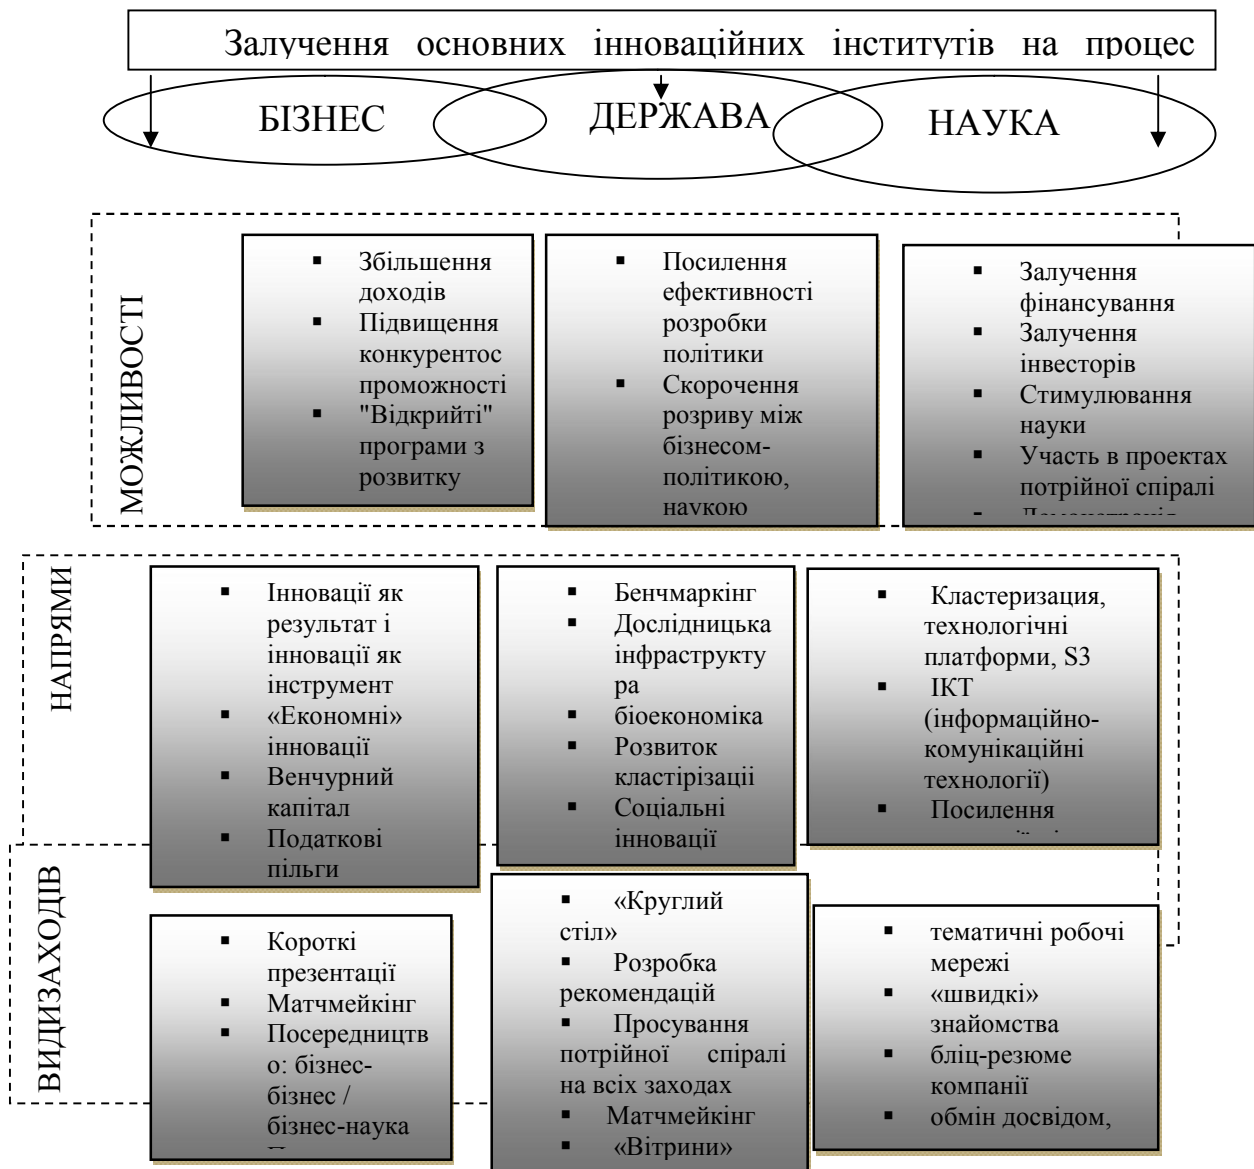 Залучення основних інноваційних інститутів на процес
БІЗНЕС
ДЕРЖАВА
НАУКА
МОЖЛИВОСТІ
▪ Збільшення
доходів
▪ Підвищення
конкурентос
проможності
▪ "Відкрийті"
програми з
розвитку
▪ Посилення
ефективності
розробки
політики
▪ Скорочення
розриву між
бізнесом-
політикою,
наукою
▪ Залучення
фінансування
▪ Залучення
інвесторів
▪ Стимулювання
науки
▪ Участь в проектах
потрійної спіралі
НАПРЯМИ
▪ Інновації як
результат і
інновації як
інструмент
▪ «Економні»
інновації
▪ Венчурний
капітал
▪ Податкові
пільги
▪ Бенчмаркінг
▪ Дослідницька
інфраструкту
ра
▪ біоекономіка
▪ Розвиток
кластірізаціі
▪ Соціальні
інновації
▪ Кластеризация,
технологічні
платформи, S3
▪ ІКТ
(інформаційно-
комунікаційні
технології)
▪ Посилення
ВИДИЗАХОДІВ
▪ Короткі
презентації
▪ Матчмейкінг
▪ Посередництв
о: бізнес-
бізнес /
бізнес-наука
▪ «Круглий
стіл»
▪ Розробка
рекомендацій
▪ Просування
потрійної спіралі
на всіх заходах
▪ Матчмейкінг
▪ «Вітрини»
▪ тематичні робочі
мережі
▪ «швидкі»
знайомства
▪ бліц-резюме
компанії
▪ обмін досвідом,